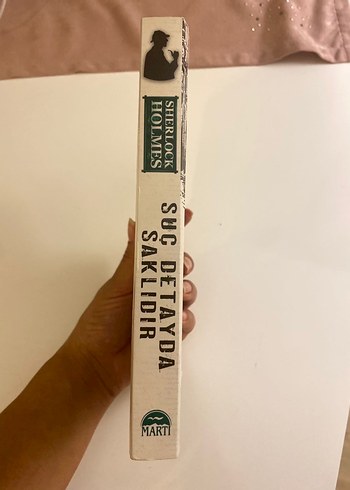 SHERLOCK
HOLMES
SUÇ DETAYDA
SAKLIDIR
MARTI